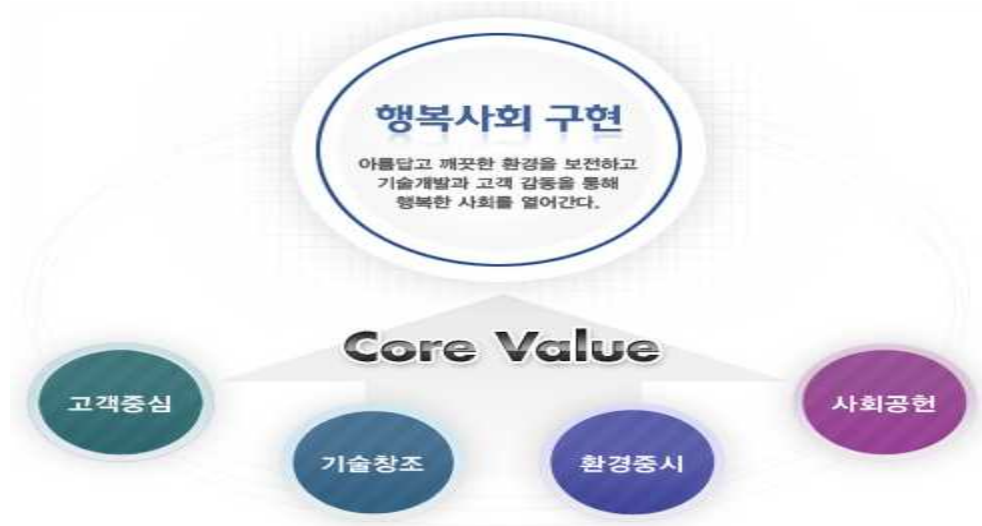 행복사회 구현
아름답고 깨끗한 환경을 보전하고
기술개발과 고객 감동을 통해
행복한 사회를 열어간다.
Core Value
고객중심
기술창조
환경중시
사회공헌